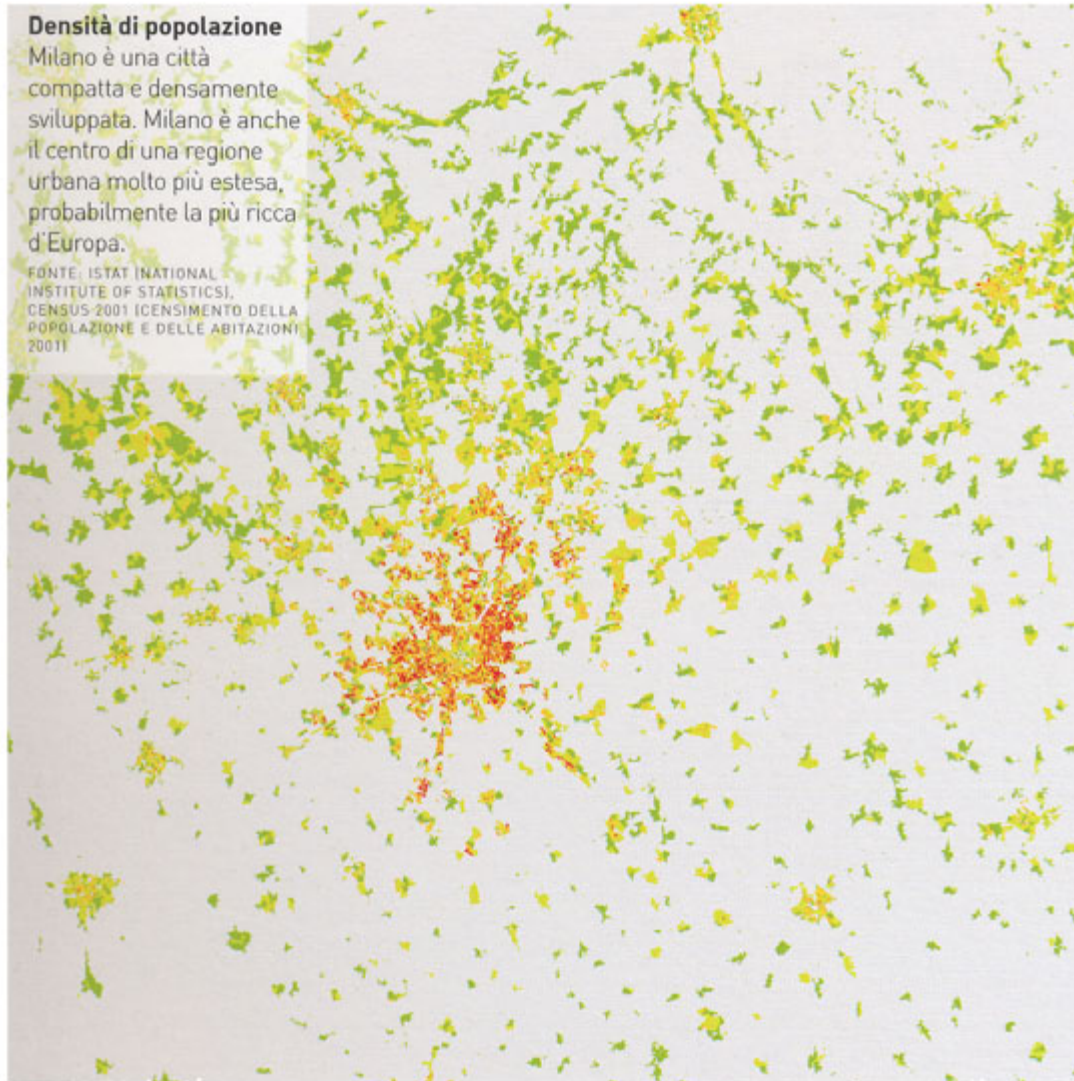 Densità di popolazione
Milano è una città
compatta e densamente
sviluppata. Milano è anche
il centro di una regione
urbana molto più estesa,
probabilmente la più ricca
d'Europa.
FONTE: ISTAT (NATIONAL
INSTITUTE OF STATISTICS),
CENSUS 2001 (CENSIMENTO DELLA
POPOLAZIONE E DELLE ABITAZIONI
2001)